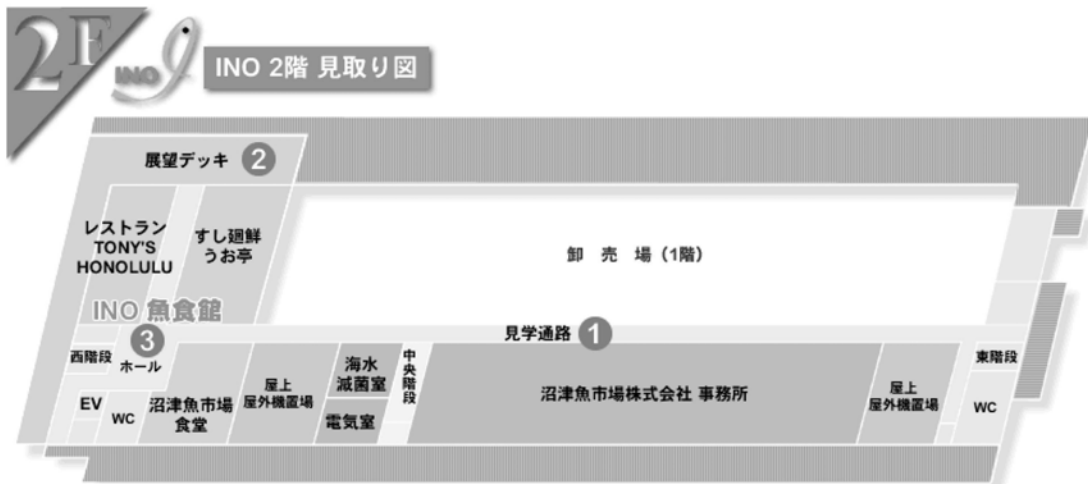 2F
INO
INO 2階 見取り図
展望デッキ 2
レストラン
TONY'S
HONOLULU
すし廻鮮
うお亭
卸 売 場（1階）
INO 魚食館
見学通路 1
3
ホール
西階段
EV
WC
沼津魚市場
食堂
屋上
屋外機置場
海水
滅菌室
電気室
中央階段
沼津魚市場株式会社 事務所
屋上
屋外機置場
東階段
WC